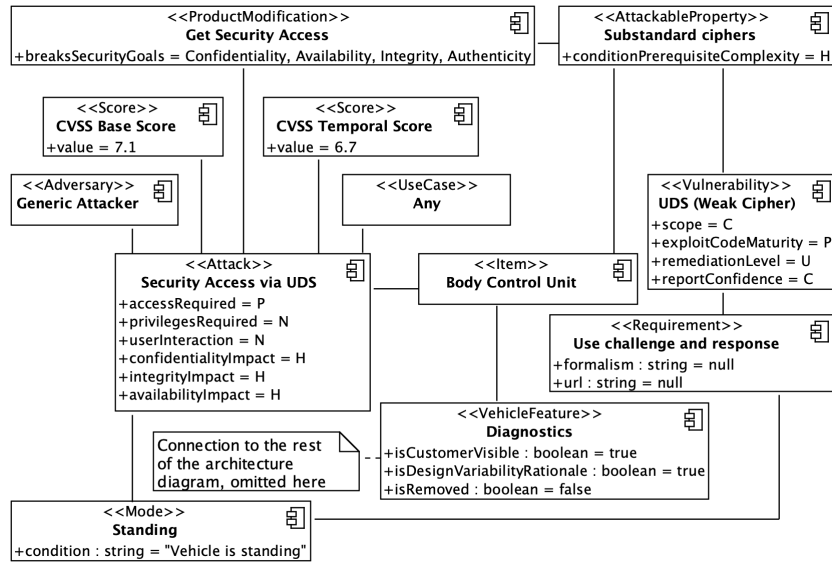 <<ProductModification>>
Get Security Access
+breaksSecurityGoals = Confidentiality, Availability, Integrity, Authenticity
<<AttackableProperty>>
Substandard ciphers
+conditionPrerequisiteComplexity = H
<<Score>>
CVSS Base Score
+value = 7.1
<<Score>>
CVSS Temporal Score
+value = 6.7
<<Adversary>>
Generic Attacker
<<UseCase>>
Any
<<Vulnerability>>
UDS (Weak Cipher)
+scope = C
+exploitCodeMaturity = P
+remediationLevel = U
+reportConfidence = C
<<Attack>>
Security Access via UDS
+accessRequired = P
+privilegesRequired = N
+userInteraction = N
+confidentialityImpact = H
+integrityImpact = H
+availabilityImpact = H
<<Item>>
Body Control Unit
<<Requirement>>
Use challenge and response
+formalism : string = null
+url : string = null
<<VehicleFeature>>
Diagnostics
+isCustomerVisible : boolean = true
+isDesignVariabilityRationale : boolean = true
+isRemoved : boolean = false
Connection to the rest
of the architecture
diagram, omitted here
<<Mode>>
Standing
+condition : string = "Vehicle is standing"